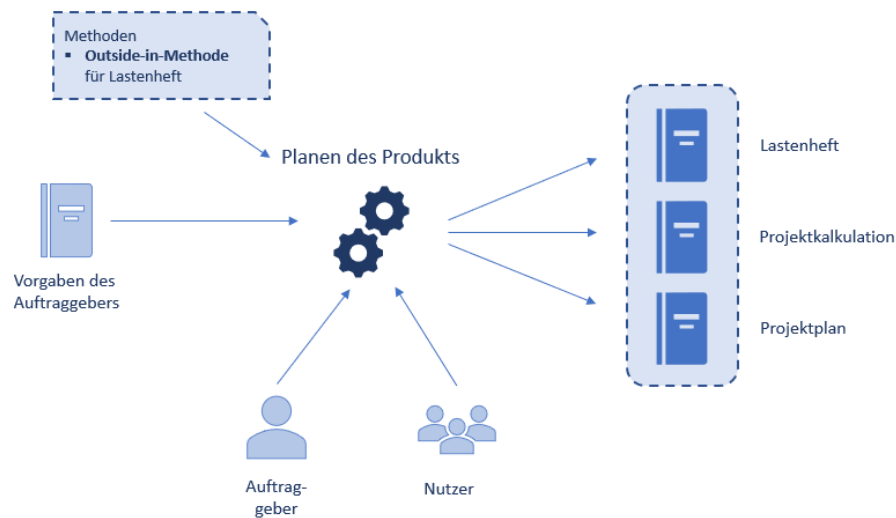 Methoden
▪ Outside-in-Methode
für Lastenheft
Planen des Produkts
Vorgaben des
Auftraggebers
Auftrag-
geber
Nutzer
Lastenheft
Projektkalkulation
Projektplan